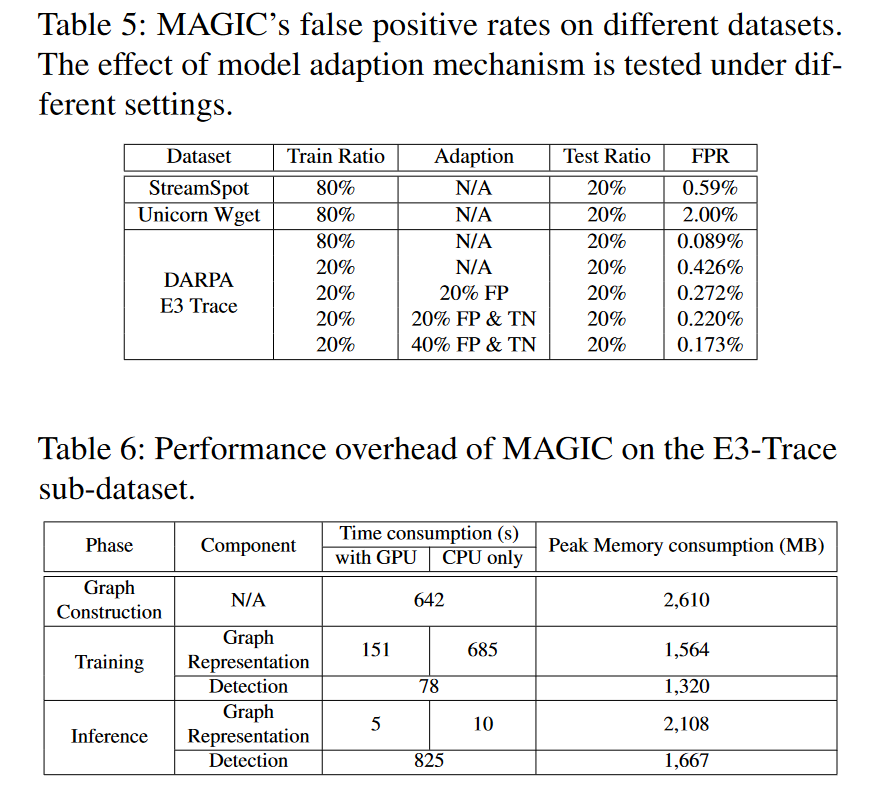 Table 5: MAGIC’s false positive rates on different datasets.
The effect of model adaption mechanism is tested under dif-
ferent settings.
Dataset Train Ratio Adaption Test Ratio FPR
StreamSpot 80% N/A 20% 0.59%
Unicorn Wget 80% N/A 20% 2.00%
DARPA
E3 Trace
80% N/A 20% 0.089%
20% N/A 20% 0.426%
20% 20% FP 20% 0.272%
20% 20% FP & TN 20% 0.220%
20% 40% FP & TN 20% 0.173%
Table 6: Performance overhead of MAGIC on the E3-Trace
sub-dataset.
Phase Component Time consumption (s) Peak Memory consumption (MB)
with GPU CPU only
Graph
Construction
N/A 642 2,610
Training
Graph
Representation
151 685 1,564
Detection 78 1,320
Inference
Graph
Representation
5 10 2,108
Detection 825 1,667